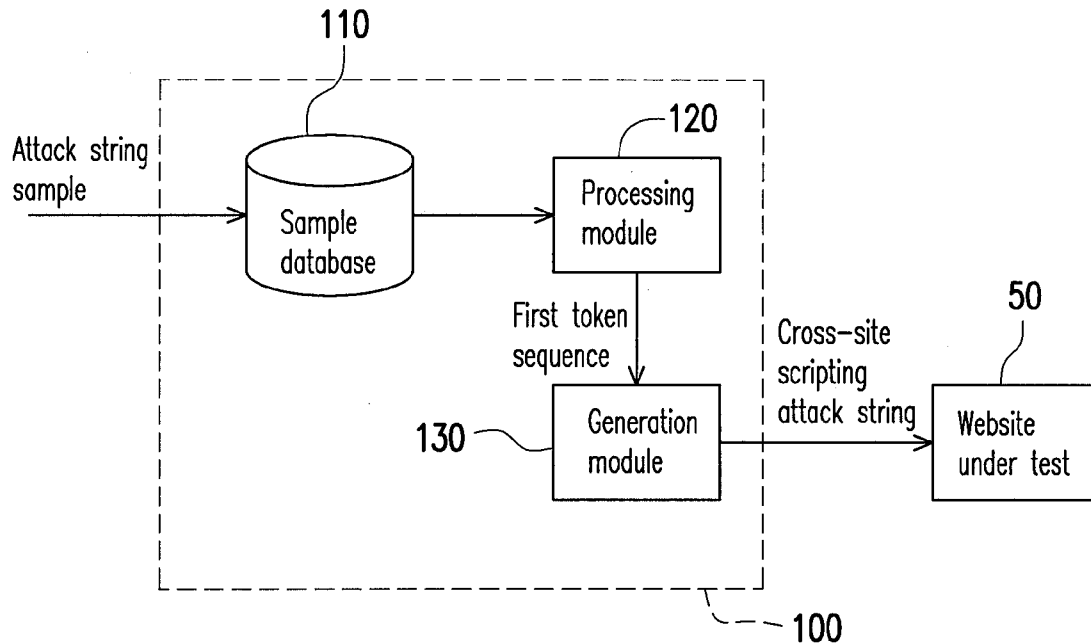 110
120
Attack string
sample
Sample
database
Processing
module
First token
sequence
50
Cross-site
scripting
attack string
130
Generation
module
Website
under test
100